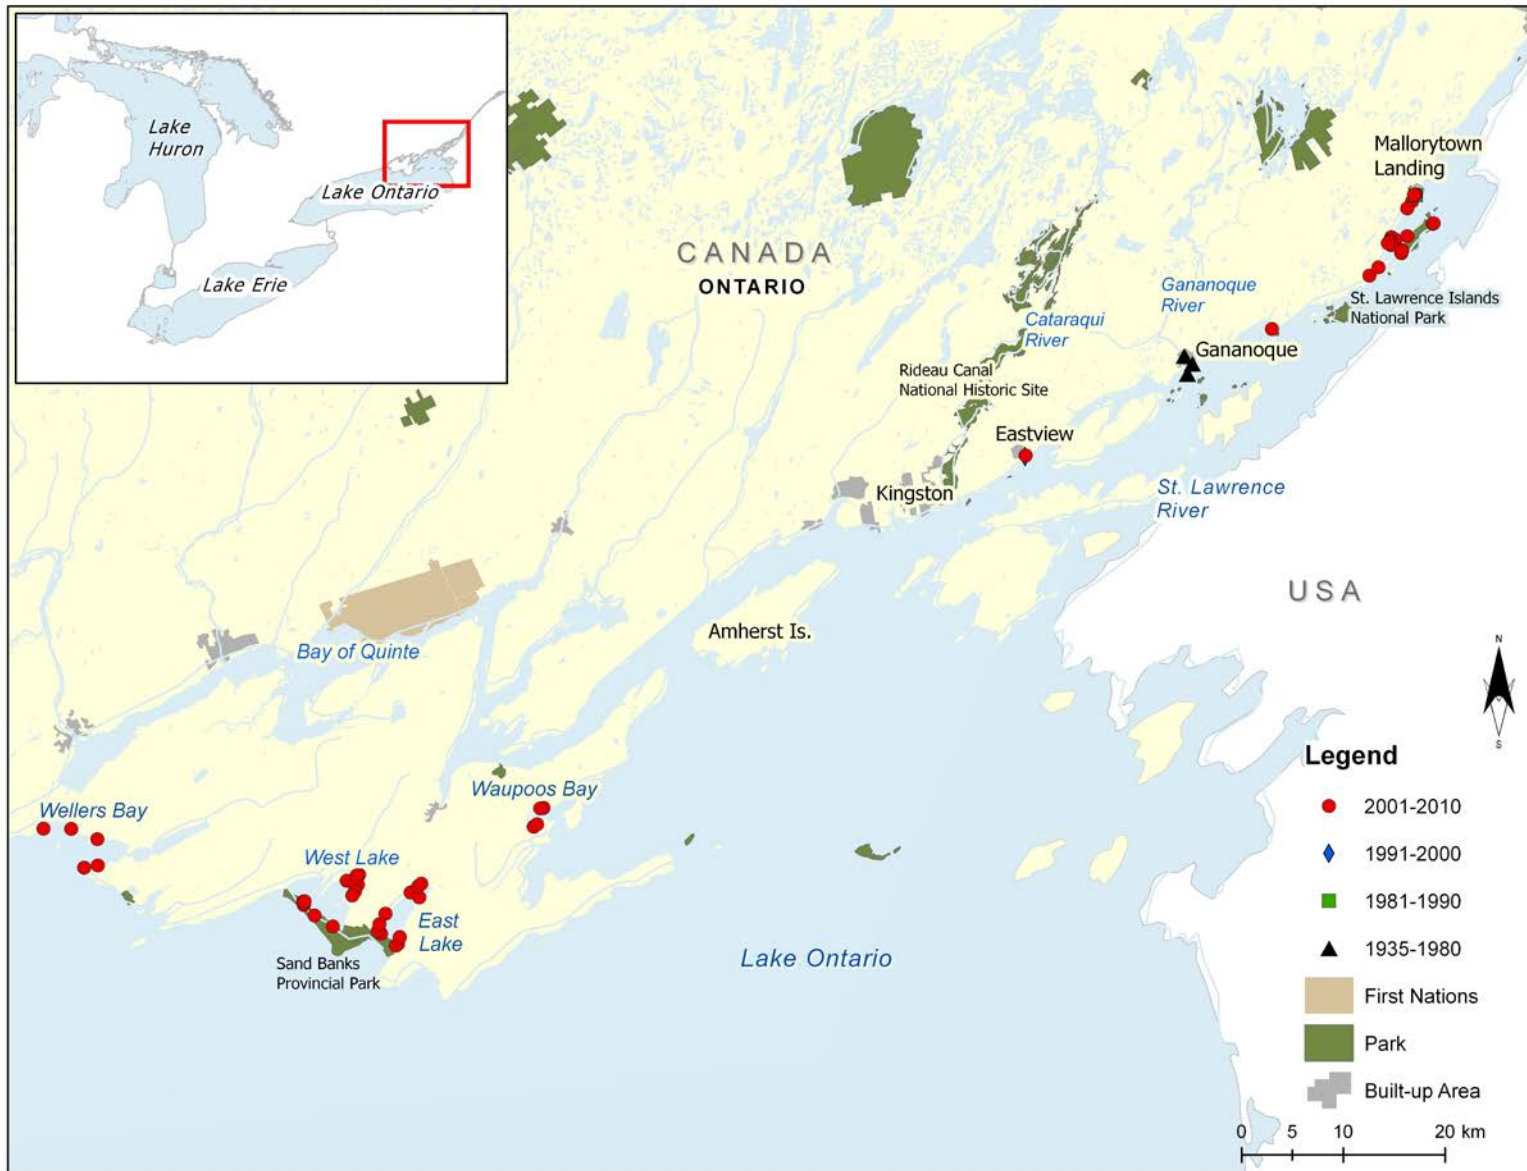 Lake
Huron
Lake Ontario
Lake Erie
Mallorytown
Landing
CANADA
ONTARIO
Gananoque
River
St. Lawrence Islands
National Park
Cataraqui
River
Gananoque
Rideau Canal
National Historic Site
Eastview
Kingston
St. Lawrence
River
USA
Amherst Is.
Bay of Quinte
N
S
Waupoos Bay
Wellers Bay
West Lake
East
Lake
Sand Banks
Provincial Park
Lake Ontario
Legend
2001-2010
1991-2000
1981-1990
1935-1980
First Nations
Park
Built-up Area
0 5 10 20 km